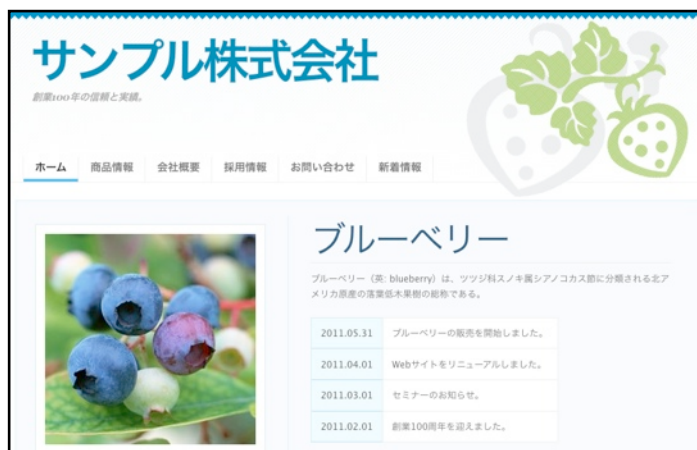 サンプル株式会社
創業100年の信頼と実績。
ホーム 商品情報 会社概要 採用情報 お問い合わせ 新着情報
ブルーベリー
ブルーベリー（英: blueberry）は、ツツジ科スノキ属シアノコカス節に分類される北ア
メリカ原産の落葉低木果樹の総称である。
2011.05.31 ブルーベリーの販売を開始しました。
2011.04.01 Webサイトをリニューアルしました。
2011.03.01 セミナーのお知らせ。
2011.02.01 創業100周年を迎えました。